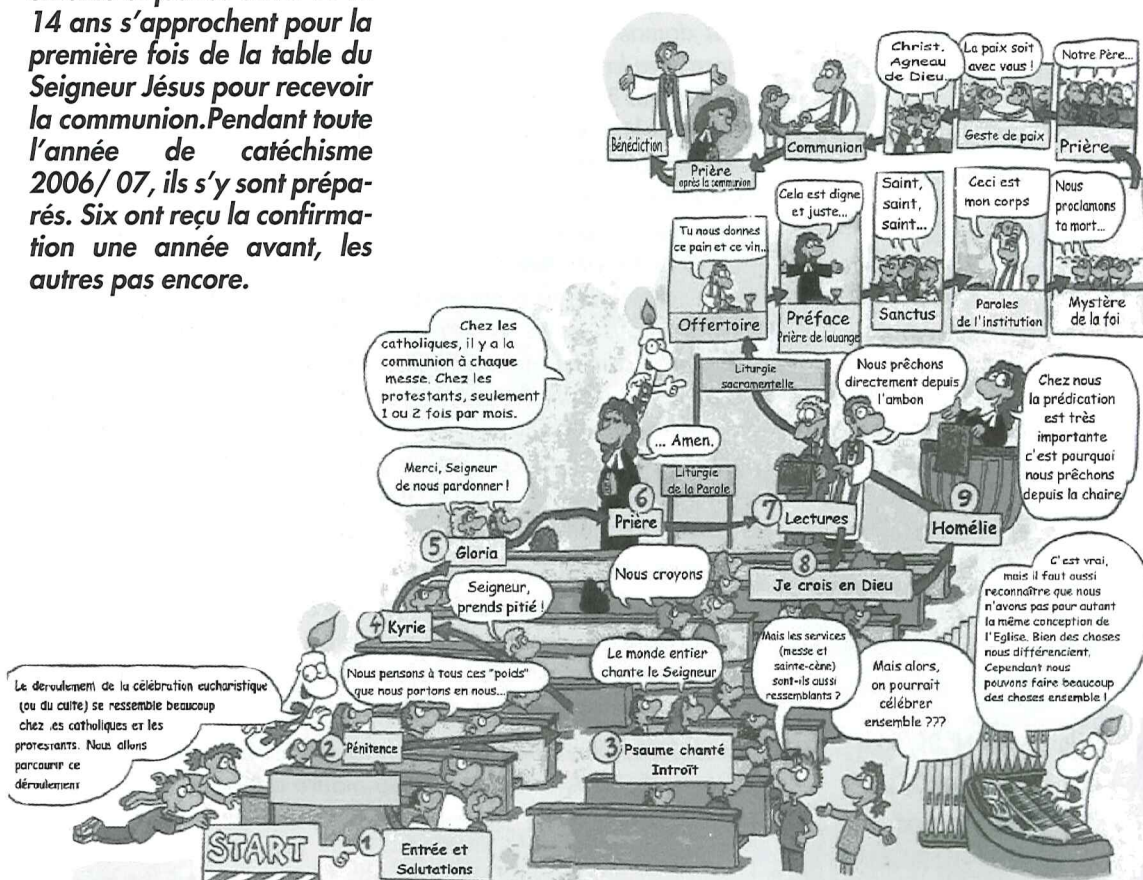 14 ans s'approchent pour la
première fois de la table du
Seigneur Jésus pour recevoir
la communion.Pendant toute
l'année de catéchisme
2006/ 07, ils s'y sont prépa-
rés. Six ont reçu la confirma-
tion une année avant, les
autres pas encore.
Le deroulement de la célébration eucharistique
(ou du culte) se ressemble beaucoup
chez les catholiques et les
protestants. Nous allons
parcourir ce
déroulement
START
1
Entrée et
Salutations
2
Pénitence
Nous pensons à tous ces "poids"
que nous portons en nous...
3
Psaume chanté
Introït
Le monde entier
chante le Seigneur
4
Kyrie
Seigneur,
prends pitié !
5
Gloria
Merci, Seigneur
de nous pardonner !
Chez les
catholiques, il y a la
communion à chaque
messe. Chez les
protestants, seulement
1 ou 2 fois par mois.
6
Prière
... Amen.
Liturgie
de la Parole
7
Lectures
8
Je crois en Dieu
Nous croyons
9
Homélie
Nous prêchons
directement depuis
l'ambon
Chez nous
la prédication
est très
importante
c'est pourquoi
nous prêchons
depuis la chaire
Mais les services
(messe et
sainte-cène)
sont-ils aussi
ressemblants ?
Mais alors,
on pourrait
célébrer
ensemble ???
C'est vrai,
mais il faut aussi
reconnaître que nous
n'avons pas pour autant
la même conception de
l'Eglise. Bien des choses
nous différencient.
Cependant nous
pouvons faire beaucoup
des choses ensemble !
Liturgie
sacramentelle
Tu nous donnes
ce pain et ce vin..
Offertoire
Cela est digne
et juste...
Préface
Prière de louange
Saint,
saint,
saint...
Sanctus
Ceci est
mon corps
Paroles
de l'institution
Nous
proclamons
ta mort...
Mystère
de la foi
Notre Père...
Prière
La paix soit
avec vous !
Geste de paix
Christ.
Agneau
de Dieu...
Communion
Prière
après la communion
Bénédiction